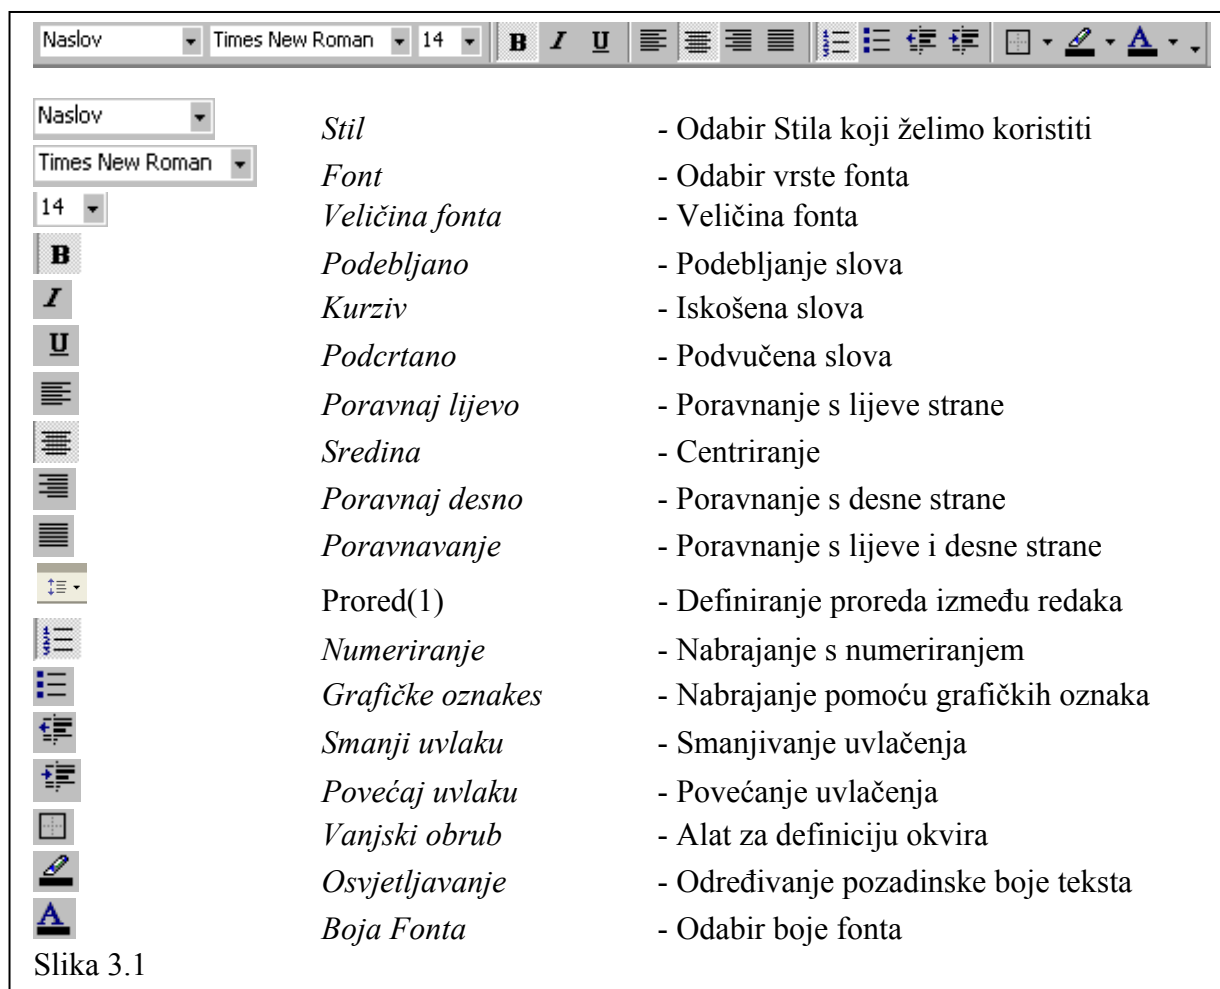 Naslov Times New Roman 14 B I U A
Naslov Stil - Odabir Stila koji želimo koristiti
Times New Roman Font - Odabir vrste fonta
14 Veličina fonta - Veličina fonta
B Podebljano - Podebljanje slova
I Kurziv - Iskošena slova
U Podcrtano - Podvučena slova
Poravnaj lijevo - Poravnanje s lijeve strane
Sredina - Centriranje
Poravnaj desno - Poravnanje s desne strane
Poravnavanje - Poravnanje s lijeve i desne strane
Prored(1) - Definiranje proreda između redaka
Numeriranje - Nabrajanje s numeriranjem
Grafičke oznakes - Nabrajanje pomoću grafičkih oznaka
Smanji uvlaku - Smanjivanje uvlačenja
Povećaj uvlaku - Povećanje uvlačenja
Vanjski obrub - Alat za definiciju okvira
Osvjetljavanje - Određivanje pozadinske boje teksta
A Boja Fonta - Odabir boje fonta
Slika 3.1